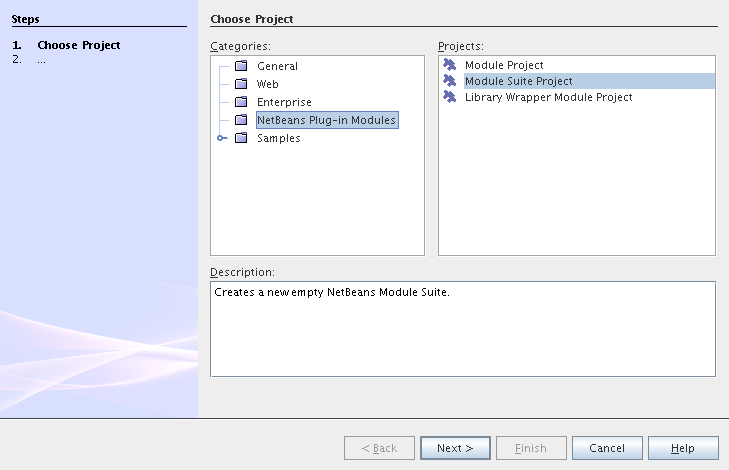 Steps
1. Choose Project
2. ...
Choose Project
Categories:
General
Web
Enterprise
NetBeans Plug-in Modules
Samples
Projects:
Module Project
Module Suite Project
Library Wrapper Module Project
Description:
Creates a new empty NetBeans Module Suite.
< Back
Next >
Finish
Cancel
Help